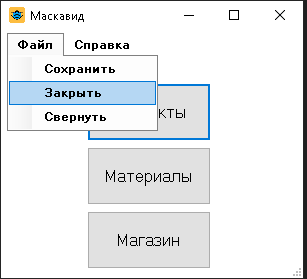 Маскавид
Файл Справка
Сохранить
Закрыть
Свернуть
Материалы
Магазин